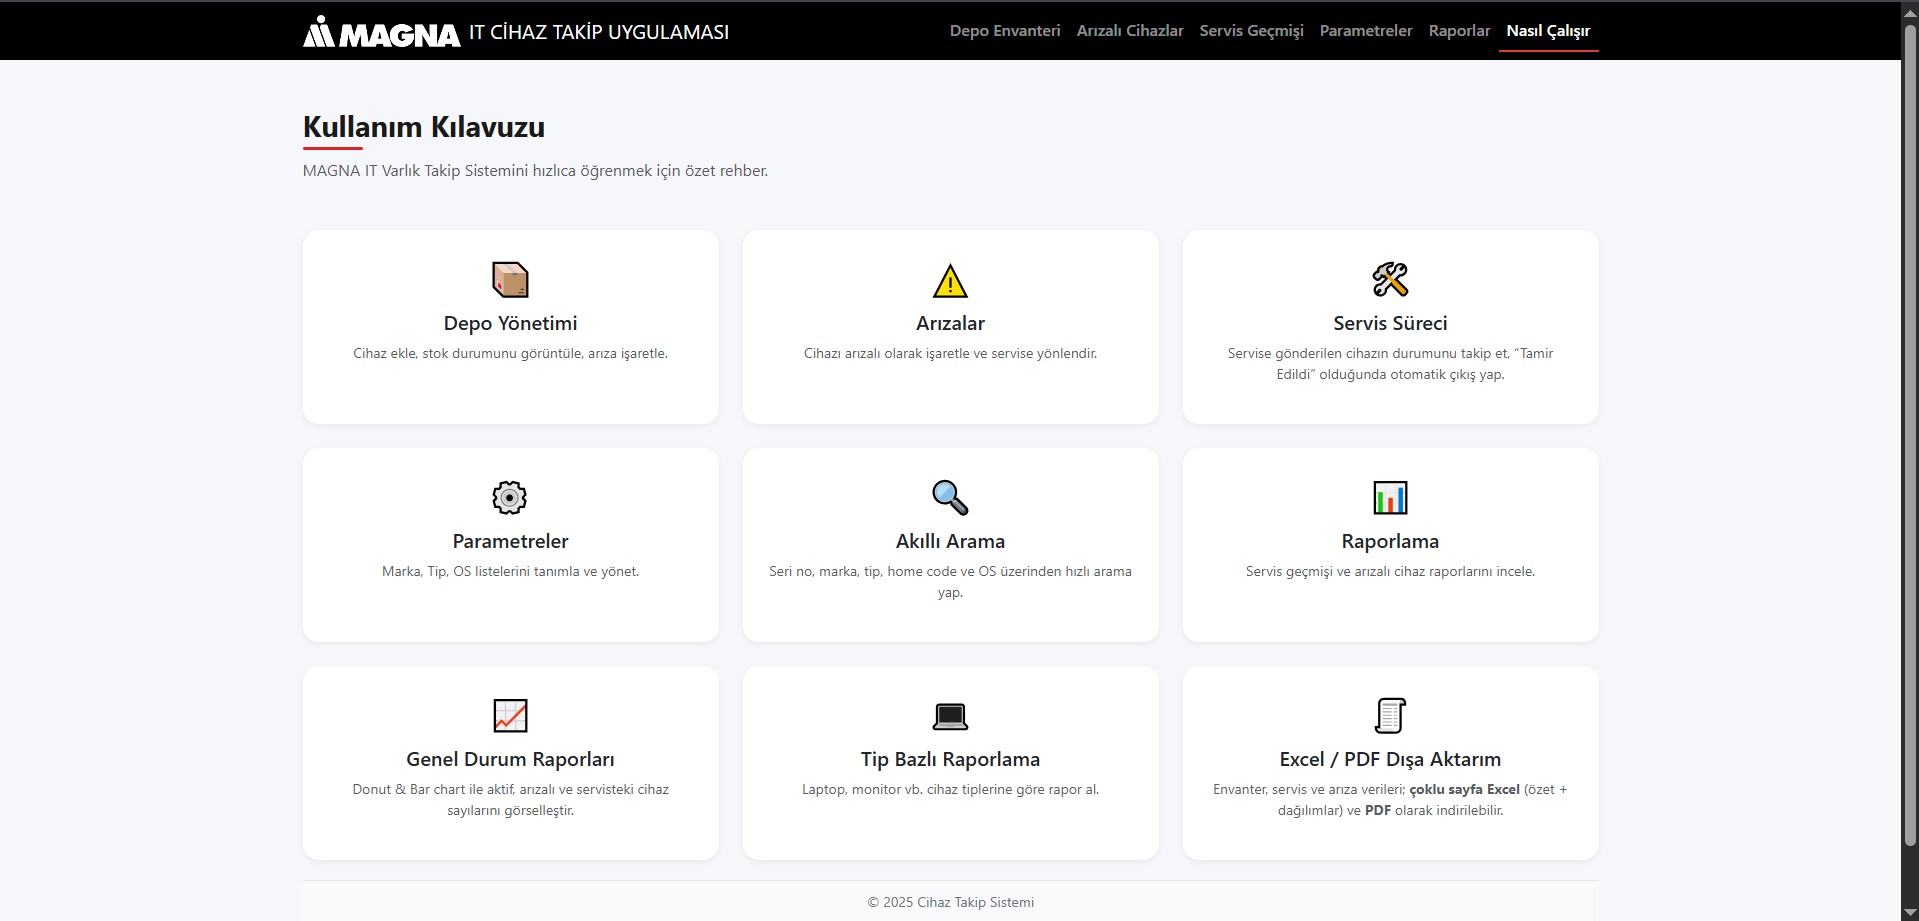 MAGNA IT CİHAZ TAKİP UYGULAMASI
Depo Envanteri Arızalı Cihazlar Servis Geçmişi Parametreler Raporlar Nasıl Çalışır
Kullanım Kılavuzu
MAGNA IT Varlık Takip Sistemini hızlıca öğrenmek için özet rehber.
Depo Yönetimi
Cihaz ekle, stok durumunu görüntüle, arıza işaretle.
Arızalar
Cihazı arızalı olarak işaretle ve servise yönlendir.
Servis Süreci
Servise gönderilen cihazın durumunu takip et, “Tamir
Edildi” olduğunda otomatik çıkış yap.
Parametreler
Marka, Tip, OS listelerini tanımla ve yönet.
Akıllı Arama
Seri no, marka, tip, home code ve OS üzerinden hızlı arama
yap.
Raporlama
Servis geçmişi ve arızalı cihaz raporlarını incele.
Genel Durum Raporları
Donut & Bar chart ile aktif, arızalı ve servisteki cihaz
sayılarını görselleştir.
Tip Bazlı Raporlama
Laptop, monitor vb. cihaz tiplerine göre rapor al.
Excel / PDF Dışa Aktarım
Envanter, servis ve arıza verileri; çoklu sayfa Excel (özet +
dağılımlar) ve PDF olarak indirilebilir.
© 2025 Cihaz Takip Sistemi